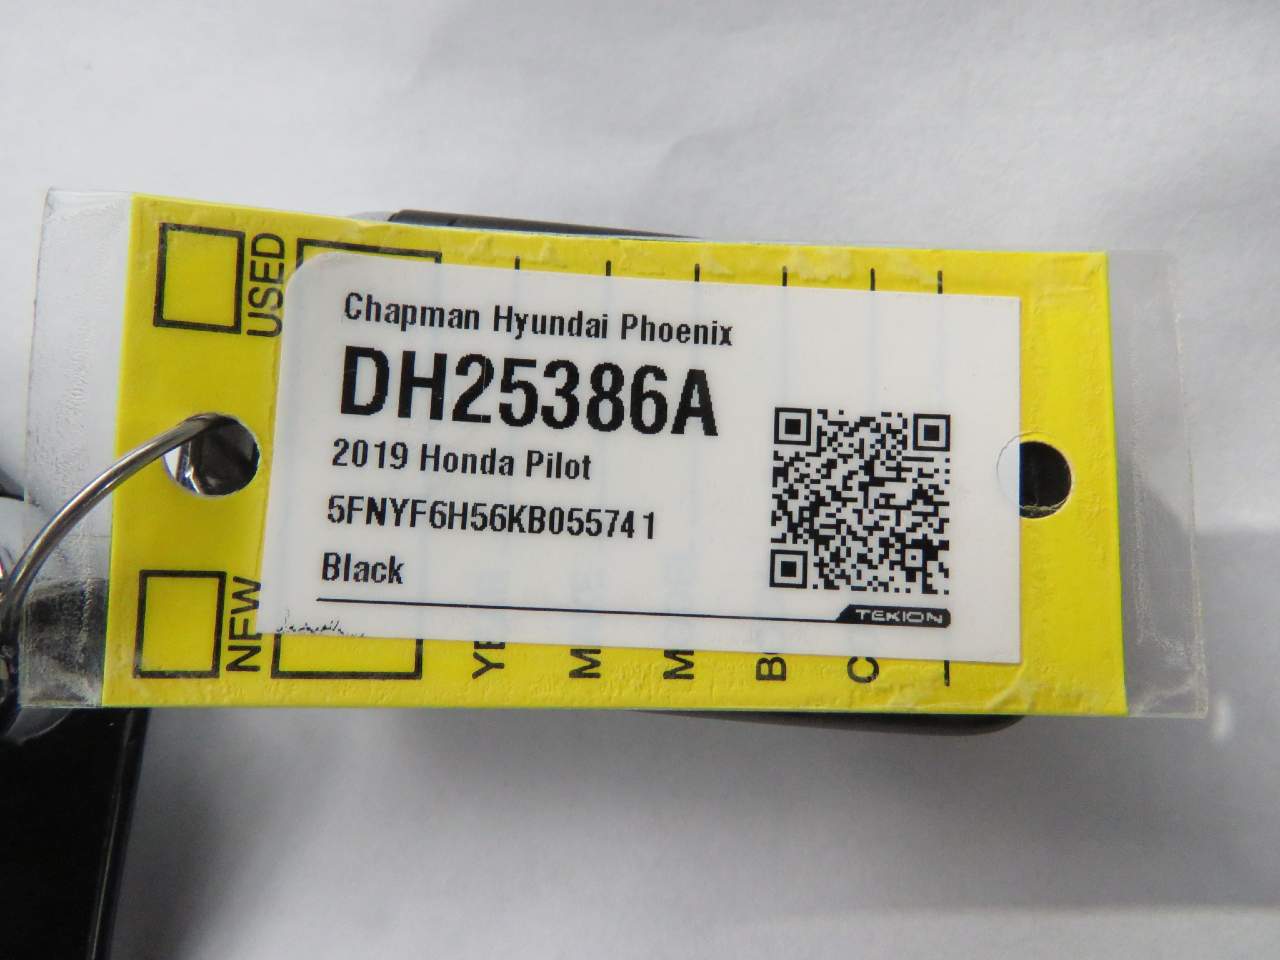 USED
Chapman Hyundai Phoenix
DH25386A
2019 Honda Pilot
5FNYF6H56KB055741
Black
TEKION
NEW